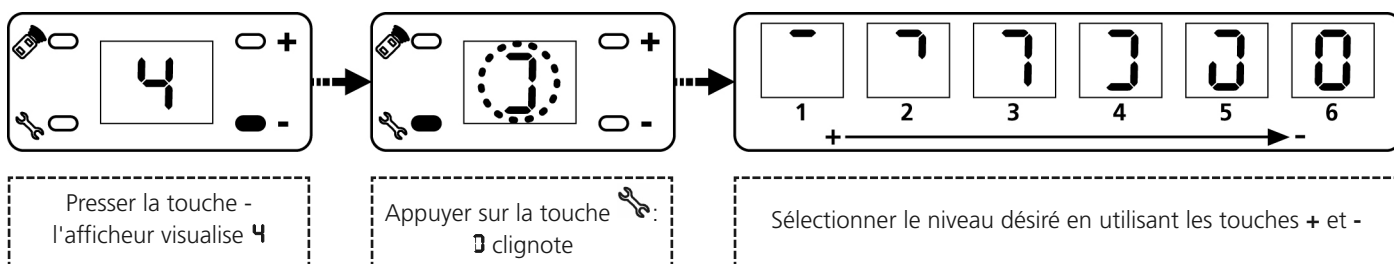 +
4
-
+
-
1 2 3 4 5 6
+ -
Presser la touche -
l'afficheur visualise 4
Appuyer sur la touche :
clignote
Sélectionner le niveau désiré en utilisant les touches + et -